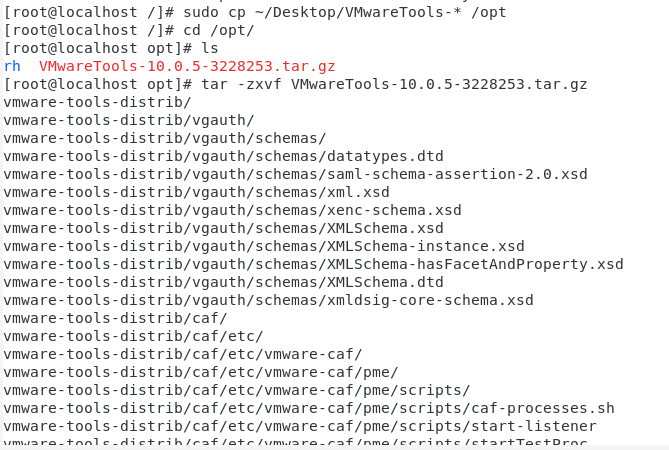 [root@localhost /]# sudo cp ~/Desktop/VMwareTools-* /opt
[root@localhost /]# cd /opt/
[root@localhost opt]# ls
rh  VMwareTools-10.0.5-3228253.tar.gz
[root@localhost opt]# tar -zxvf VMwareTools-10.0.5-3228253.tar.gz
vmware-tools-distrib/
vmware-tools-distrib/vgauth/
vmware-tools-distrib/vgauth/schemas/
vmware-tools-distrib/vgauth/schemas/datatypes.dtd
vmware-tools-distrib/vgauth/schemas/saml-schema-assertion-2.0.xsd
vmware-tools-distrib/vgauth/schemas/xml.xsd
vmware-tools-distrib/vgauth/schemas/xenc-schema.xsd
vmware-tools-distrib/vgauth/schemas/XMLSchema.xsd
vmware-tools-distrib/vgauth/schemas/XMLSchema-instance.xsd
vmware-tools-distrib/vgauth/schemas/XMLSchema-hasFacetAndProperty.xsd
vmware-tools-distrib/vgauth/schemas/XMLSchema.dtd
vmware-tools-distrib/vgauth/schemas/xmldsig-core-schema.xsd
vmware-tools-distrib/caf/
vmware-tools-distrib/caf/etc/
vmware-tools-distrib/caf/etc/vmware-caf/
vmware-tools-distrib/caf/etc/vmware-caf/pme/
vmware-tools-distrib/caf/etc/vmware-caf/pme/scripts/
vmware-tools-distrib/caf/etc/vmware-caf/pme/scripts/caf-processes.sh
vmware-tools-distrib/caf/etc/vmware-caf/pme/scripts/start-listener
vmware-tools-distrib/caf/etc/vmware-caf/pme/scripts/startTestProc